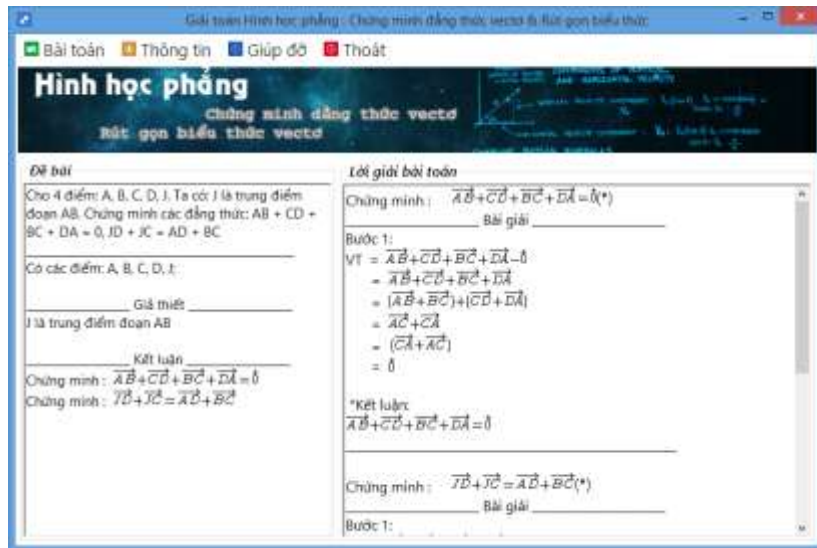 Giải toán Hình học phẳng : Chứng minh đẳng thức vectơ & Rút gọn biểu thức
Bài toán Thông tin Giúp đỡ Thoát
Hình học phẳng
Chứng minh đẳng thức vectơ
Rút gọn biểu thức vectơ
Đề bài
Cho 4 điểm: A, B, C, D, J. Ta có: J là trung điểm
đoạn AB. Chứng minh các đẳng thức: AB + CD +
BC + DA = 0, JD + JC = AD + BC
Có các điểm: A, B, C, D, J;
Giả thiết
J là trung điểm đoạn AB
Kết luận
Chứng minh : AB+CD+BC+DA=0
Chứng minh : JD+JC=AD+BC
Lời giải bài toán
Chứng minh : AB+CD+BC+DA=0(*)
Bài giải
Bước 1:
VT = AB+CD+BC+DA-0
= AB+CD+BC+DA
= (AB+BC)+(CD+DA)
= AC+CA
= (CA+AC)
= 0
*Kết luận:
AB+CD+BC+DA=0
Chứng minh : JD+JC=AD+BC(*)
Bài giải
Bước 1: